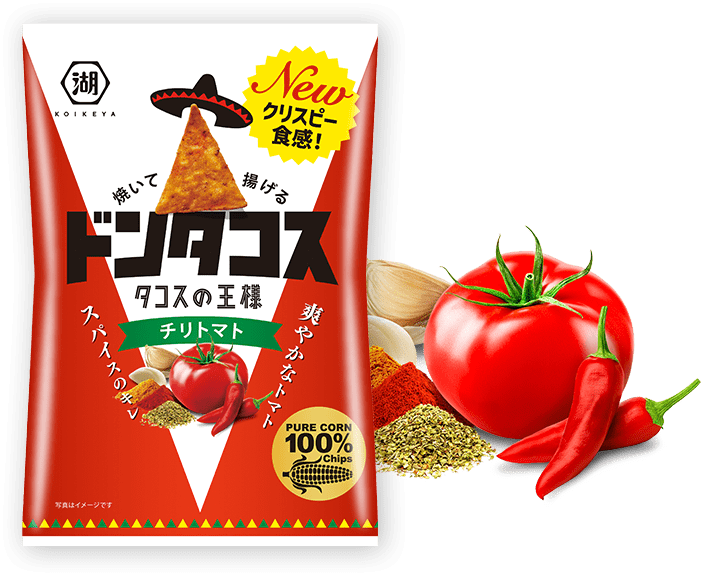 湖
KOIKEYA
New
クリスピー
食感!
焼いて 揚げる
ドンタコス
タコスの王様
チリトマト
スパイスのキレ
爽やかなトマト
PURE CORN
100%
Chips
写真はイメージです